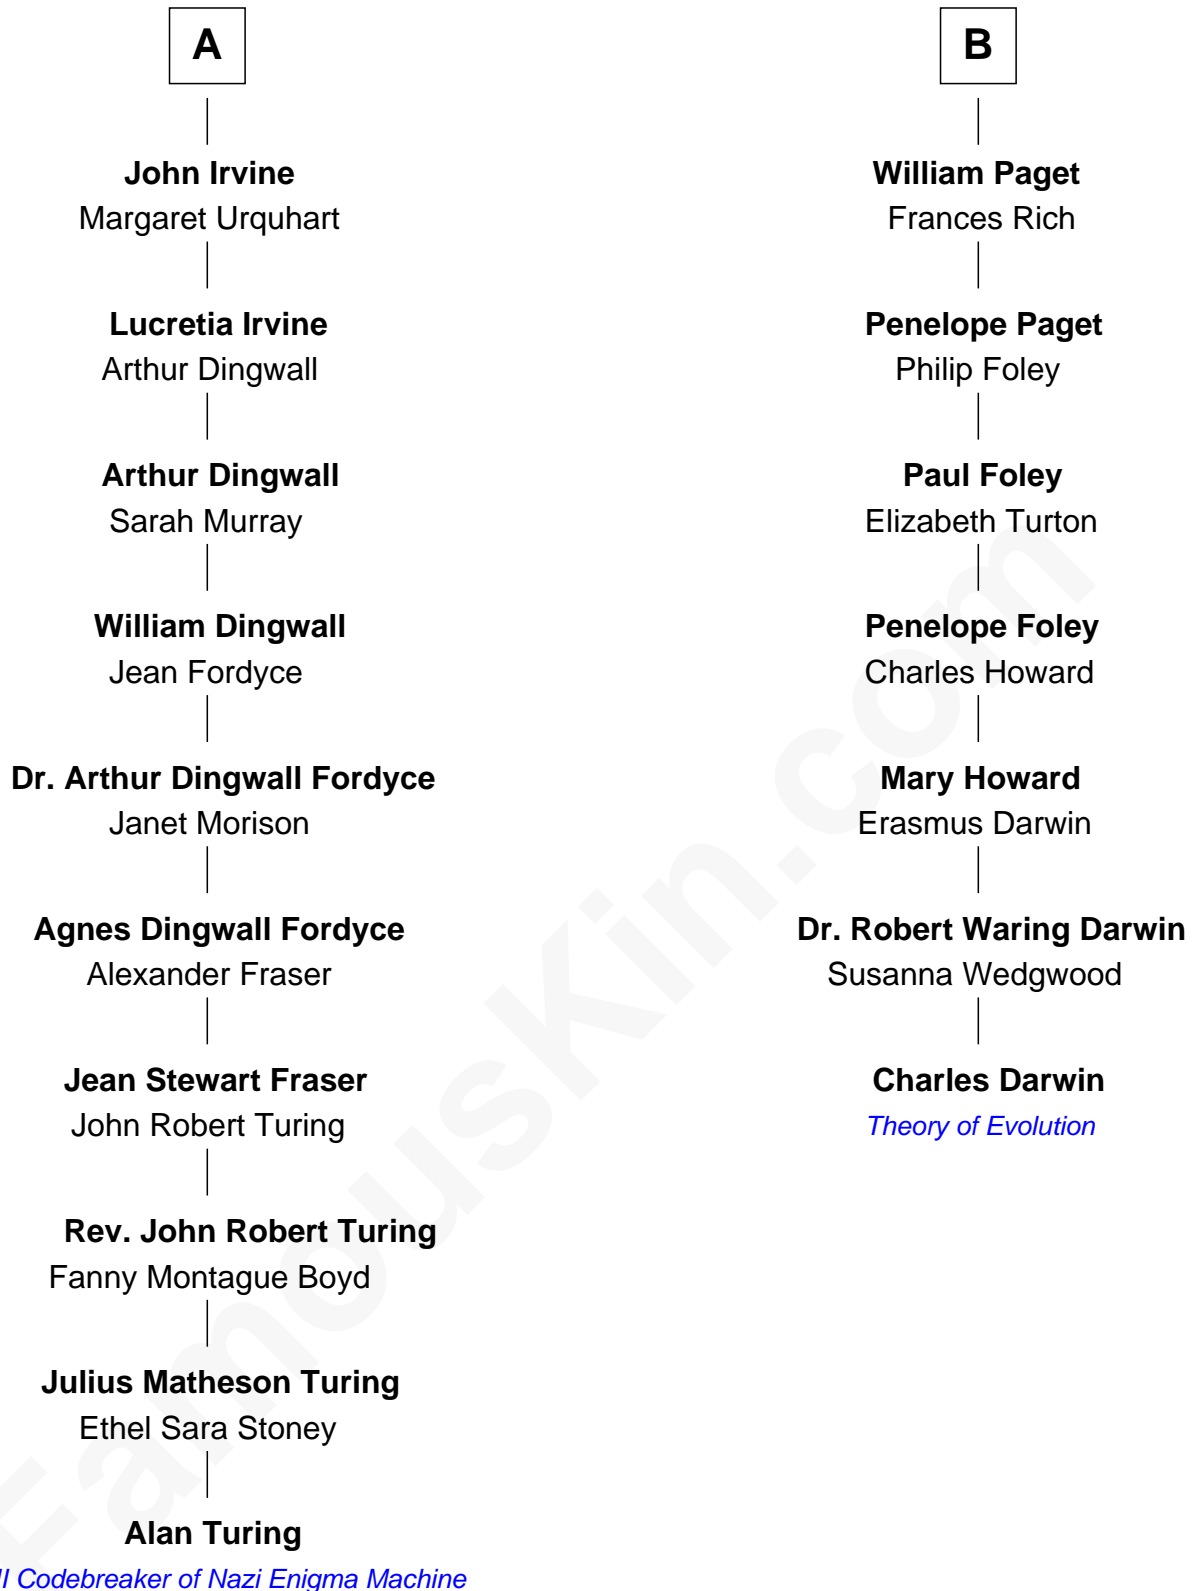 A
John Irvine
Margaret Urquhart
Lucretia Irvine
Arthur Dingwall
Arthur Dingwall
Sarah Murray
William Dingwall
Jean Fordyce
Dr. Arthur Dingwall Fordyce
Janet Morison
Agnes Dingwall Fordyce
Alexander Fraser
Jean Stewart Fraser
John Robert Turing
Rev. John Robert Turing
Fanny Montague Boyd
Julius Matheson Turing
Ethel Sara Stoney
Alan Turing
Codebreaker of Nazi Enigma Machine
B
William Paget
Frances Rich
Penelope Paget
Philip Foley
Paul Foley
Elizabeth Turton
Penelope Foley
Charles Howard
Mary Howard
Erasmus Darwin
Dr. Robert Waring Darwin
Susanna Wedgwood
Charles Darwin
Theory of Evolution
FamousKin.com